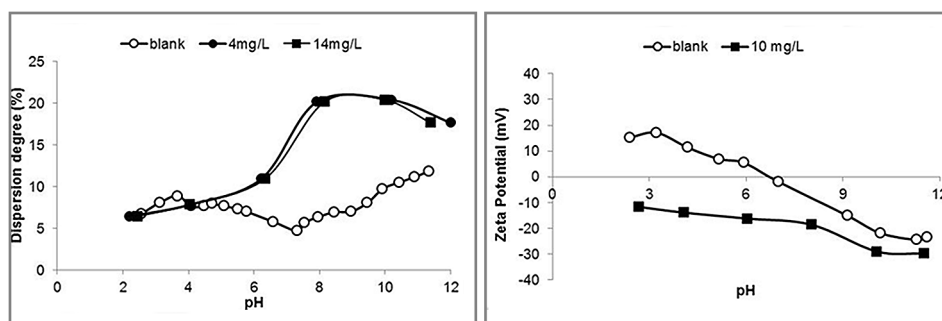 blank 4mg/L 14mg/L
25
20
15
10
5
0
Dispersion degree (%)
0 2 4 6 8 10 12
pH
blank 10 mg/L
40
30
20
10
0
-10
-20
-30
-40
Zeta Potential (mV)
3 6 9 12
pH